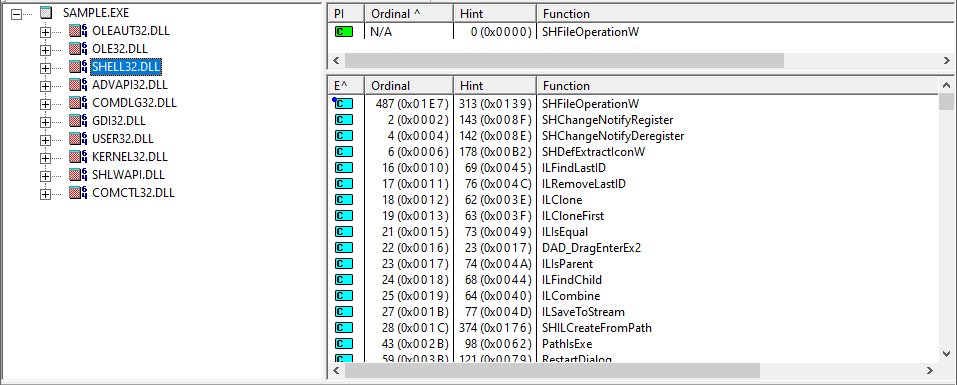 SAMPLE.EXE
OLEAUT32.DLL
OLE32.DLL
SHELL32.DLL
ADVAPI32.DLL
COMDLG32.DLL
GDI32.DLL
USER32.DLL
KERNEL32.DLL
SHLWAPI.DLL
COMCTL32.DLL
PI Ordinal ^ Hint Function
C N/A 0 (0x0000) SHFileOperationW
E^ Ordinal Hint Function
C 487 (0x01E7) 313 (0x0139) SHFileOperationW
C 2 (0x0002) 143 (0x008F) SHChangeNotifyRegister
C 4 (0x0004) 142 (0x008E) SHChangeNotifyDeregister
C 6 (0x0006) 178 (0x00B2) SHDefExtractIconW
C 16 (0x0010) 69 (0x0045) ILFindLastID
C 17 (0x0011) 76 (0x004C) ILRemoveLastID
C 18 (0x0012) 62 (0x003E) ILClone
C 19 (0x0013) 63 (0x003F) ILCloneFirst
C 21 (0x0015) 73 (0x0049) ILIsEqual
C 22 (0x0016) 23 (0x0017) DAD_DragEnterEx2
C 23 (0x0017) 74 (0x004A) ILIsParent
C 24 (0x0018) 68 (0x0044) ILFindChild
C 25 (0x0019) 64 (0x0040) ILCombine
C 27 (0x001B) 77 (0x004D) ILSaveToStream
C 28 (0x001C) 374 (0x0176) SHILCreateFromPath
C 43 (0x002B) 98 (0x0062) PathIsExe
C 59 (0x003B) 121 (0x0079) RestartDialog